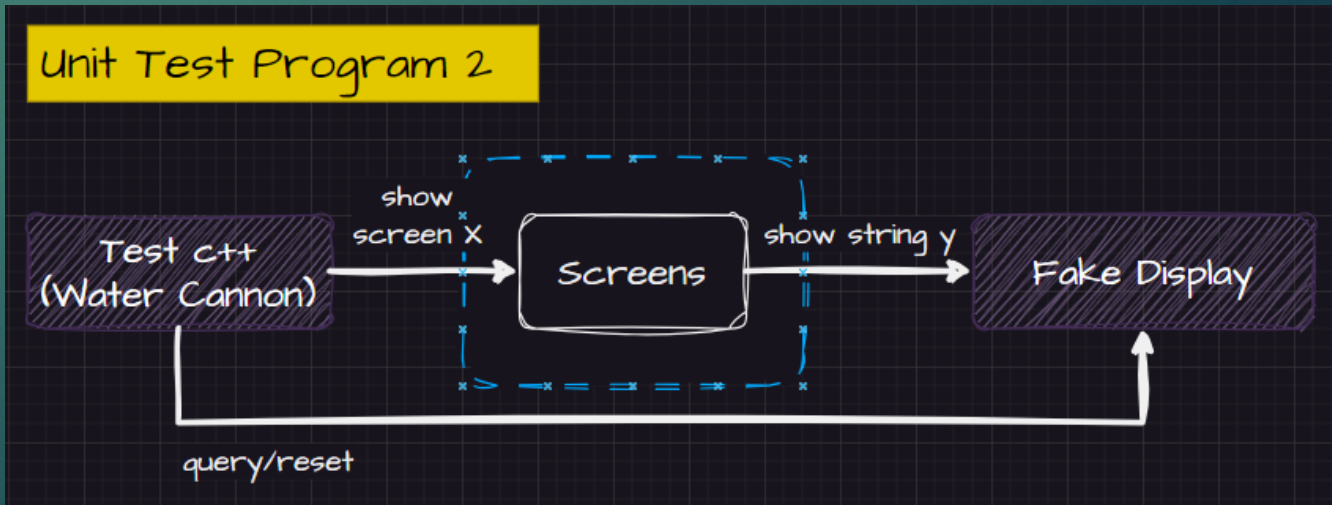 Unit Test Program 2
show
screen X
show string y
Test c++
(Water Cannon)
Screens
Fake Display
query/reset